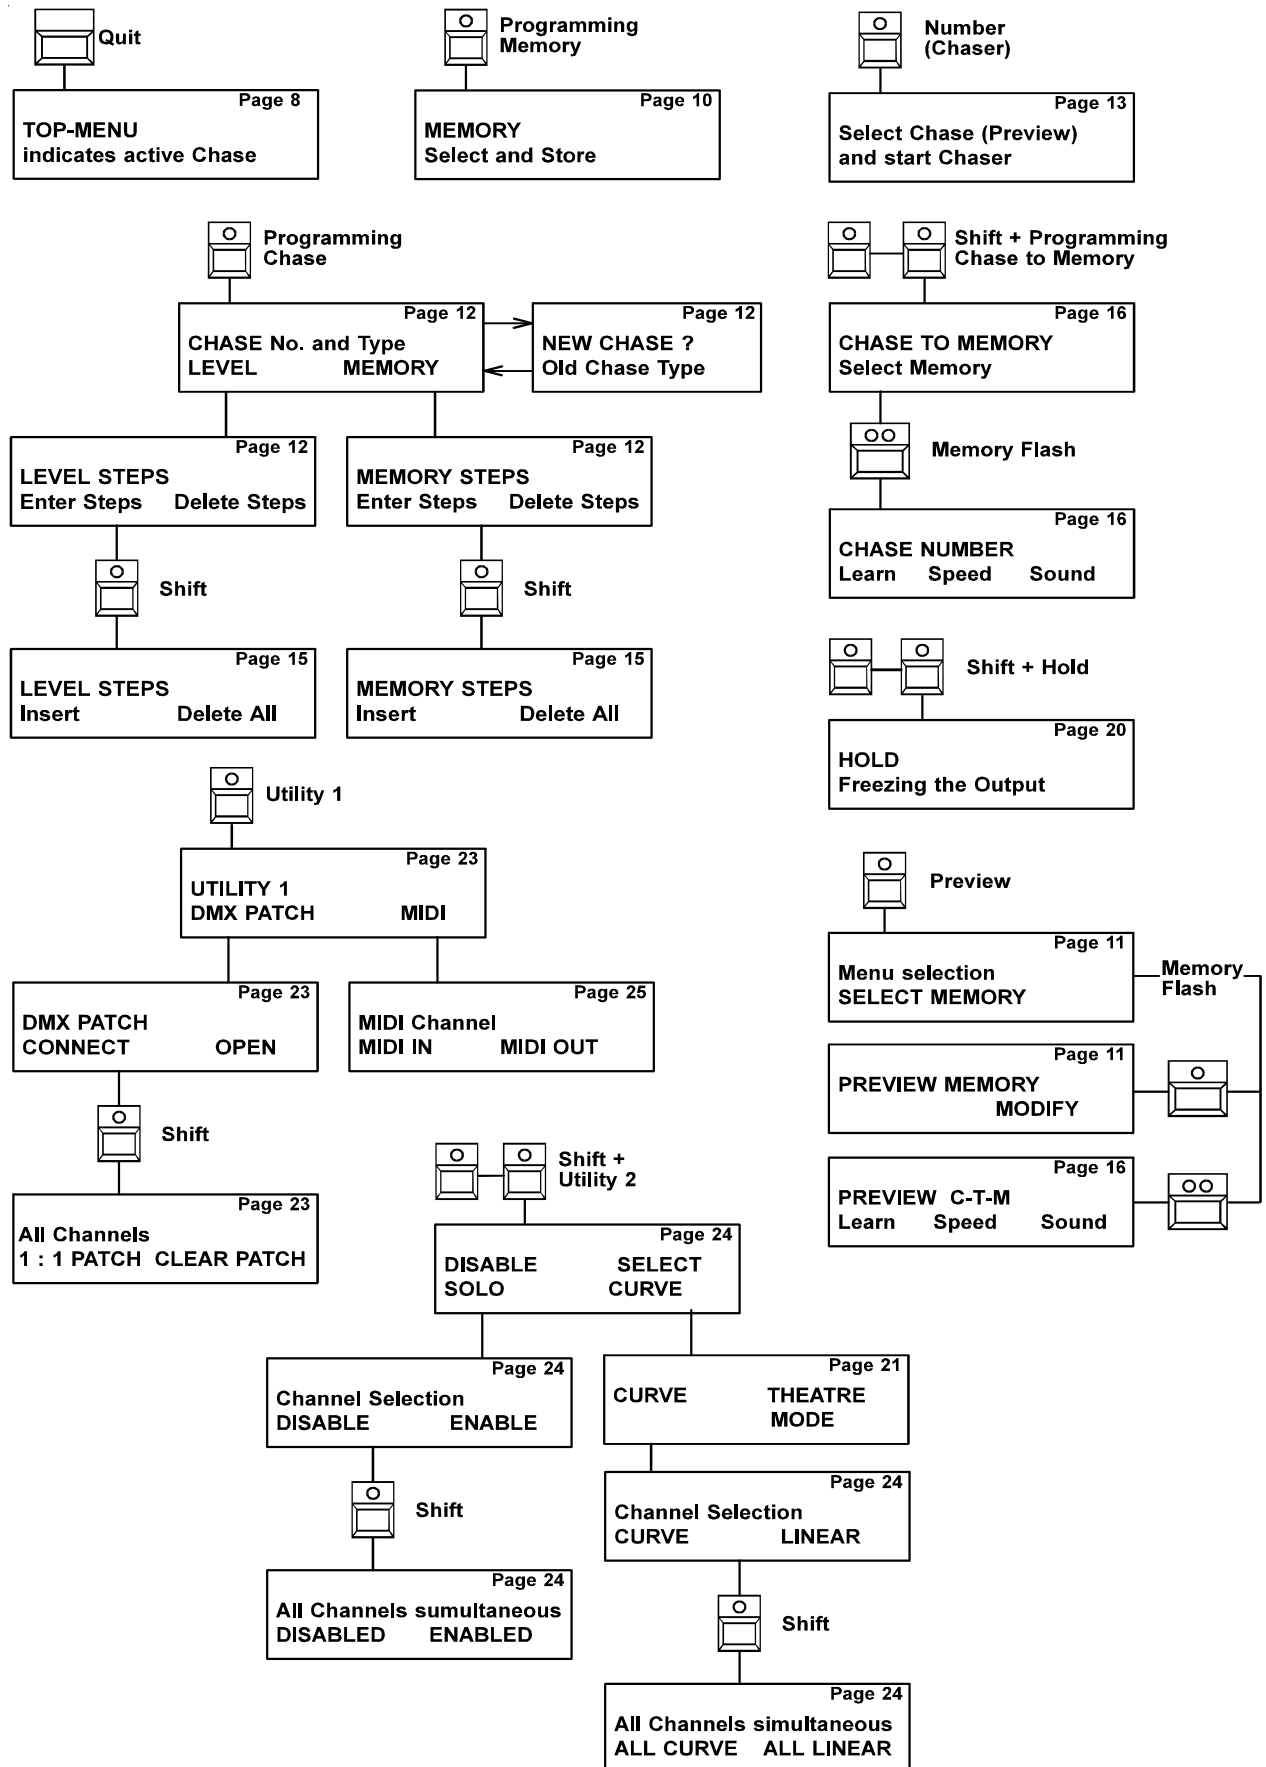 Quit
Page 8
TOP-MENU
indicates active Chase
Programming
Memory
Page 10
MEMORY
Select and Store
Number
(Chaser)
Page 13
Select Chase (Preview)
and start Chaser
Programming
Chase
Page 12
CHASE No. and Type
LEVEL MEMORY
Page 12
NEW CHASE ?
Old Chase Type
Page 12
LEVEL STEPS
Enter Steps Delete Steps
Shift
Page 15
LEVEL STEPS
Insert Delete All
Page 12
MEMORY STEPS
Enter Steps Delete Steps
Shift
Page 15
MEMORY STEPS
Insert Delete All
Shift + Programming
Chase to Memory
Page 16
CHASE TO MEMORY
Select Memory
Memory Flash
Page 16
CHASE NUMBER
Learn Speed Sound
Shift + Hold
Page 20
HOLD
Freezing the Output
Utility 1
Page 23
UTILITY 1
DMX PATCH MIDI
Page 23
DMX PATCH
CONNECT OPEN
Shift
Page 23
All Channels
1 : 1 PATCH CLEAR PATCH
Page 25
MIDI Channel
MIDI IN MIDI OUT
Preview
Page 11
Menu selection
SELECT MEMORY
Memory
Flash
Page 11
PREVIEW MEMORY
MODIFY
Page 16
PREVIEW C-T-M
Learn Speed Sound
Shift +
Utility 2
Page 24
DISABLE SELECT
SOLO CURVE
Page 24
Channel Selection
DISABLE ENABLE
Shift
Page 24
All Channels sumultaneous
DISABLED ENABLED
Page 21
CURVE THEATRE
MODE
Page 24
Channel Selection
CURVE LINEAR
Shift
Page 24
All Channels simultaneous
ALL CURVE ALL LINEAR